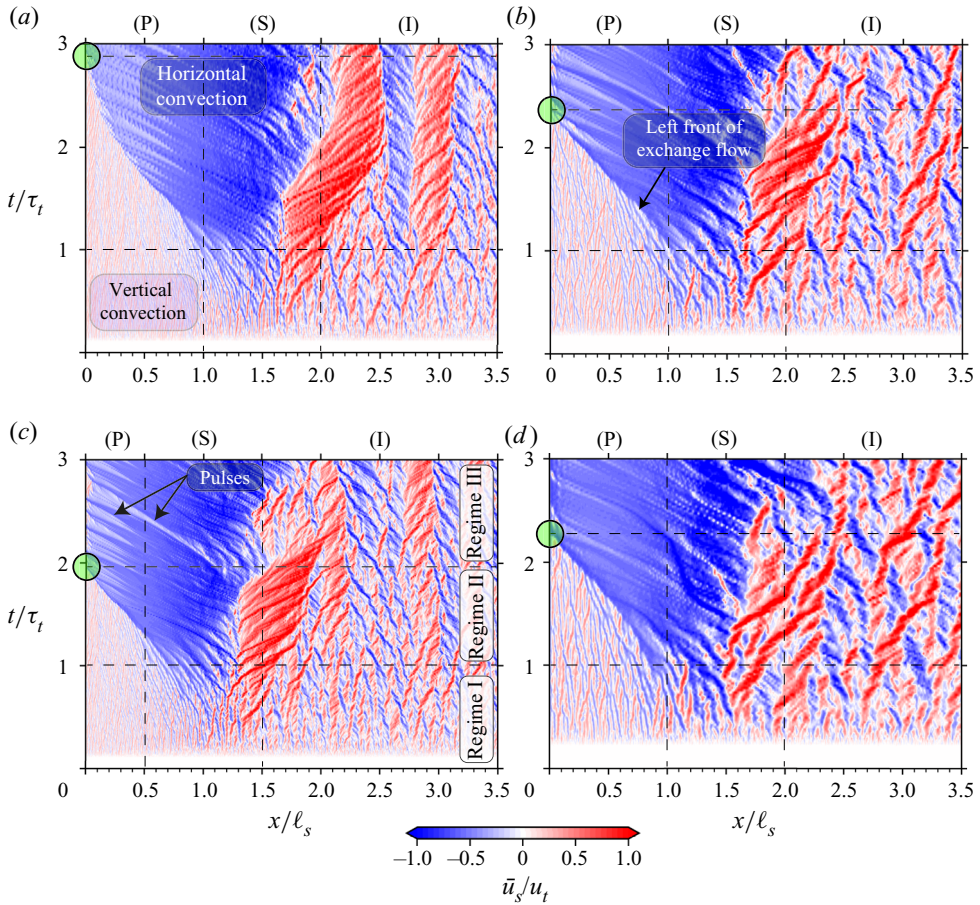 (a) (P) (S) (I) (b) (P) (S) (I)
3 3
Horizontal
convection
2 2
Left front of
exchange flow
t/τt
1 1
Vertical
convection
0 0.5 1.0 1.5 2.0 2.5 3.0 3.5 0 0.5 1.0 1.5 2.0 2.5 3.0 3.5
(c) (P) (S) (I) (d) (P) (S) (I)
3 3
Pulses
Regime III
2 2
t/τt
Regime II
1 1
Regime I
0 0.5 1.0 1.5 2.0 2.5 3.0 3.5 0 0.5 1.0 1.5 2.0 2.5 3.0 3.5
x/ℓs x/ℓs
–1.0 –0.5 0 0.5 1.0
ūs/ut